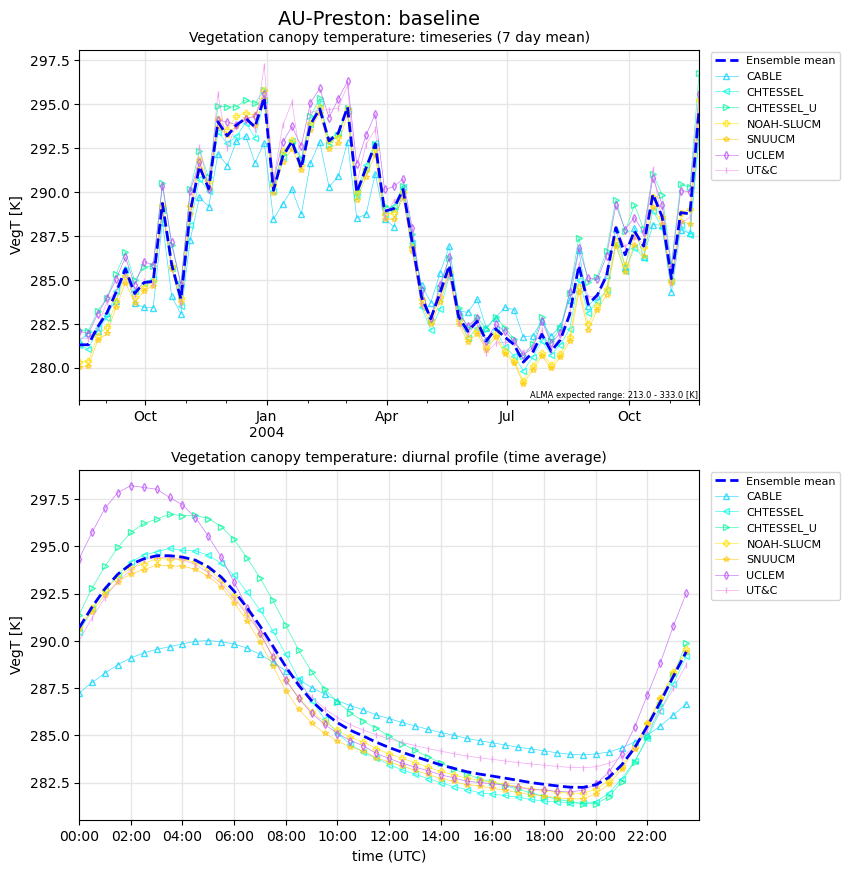 AU-Preston: baseline
Vegetation canopy temperature: timeseries (7 day mean)
297.5
295.0
292.5
290.0
287.5
285.0
282.5
280.0
VegT [K]
Oct
Jan
2004
Apr
Jul
Oct
ALMA expected range: 213.0 - 333.0 [K]
Ensemble mean
CABLE
CHTESSEL
CHTESSEL_U
NOAH-SLUCM
SNUUCM
UCLEM
UT&C
Vegetation canopy temperature: diurnal profile (time average)
297.5
295.0
292.5
290.0
287.5
285.0
282.5
VegT [K]
00:00
02:00
04:00
06:00
08:00
10:00
12:00
14:00
16:00
18:00
20:00
22:00
time (UTC)
Ensemble mean
CABLE
CHTESSEL
CHTESSEL_U
NOAH-SLUCM
SNUUCM
UCLEM
UT&C